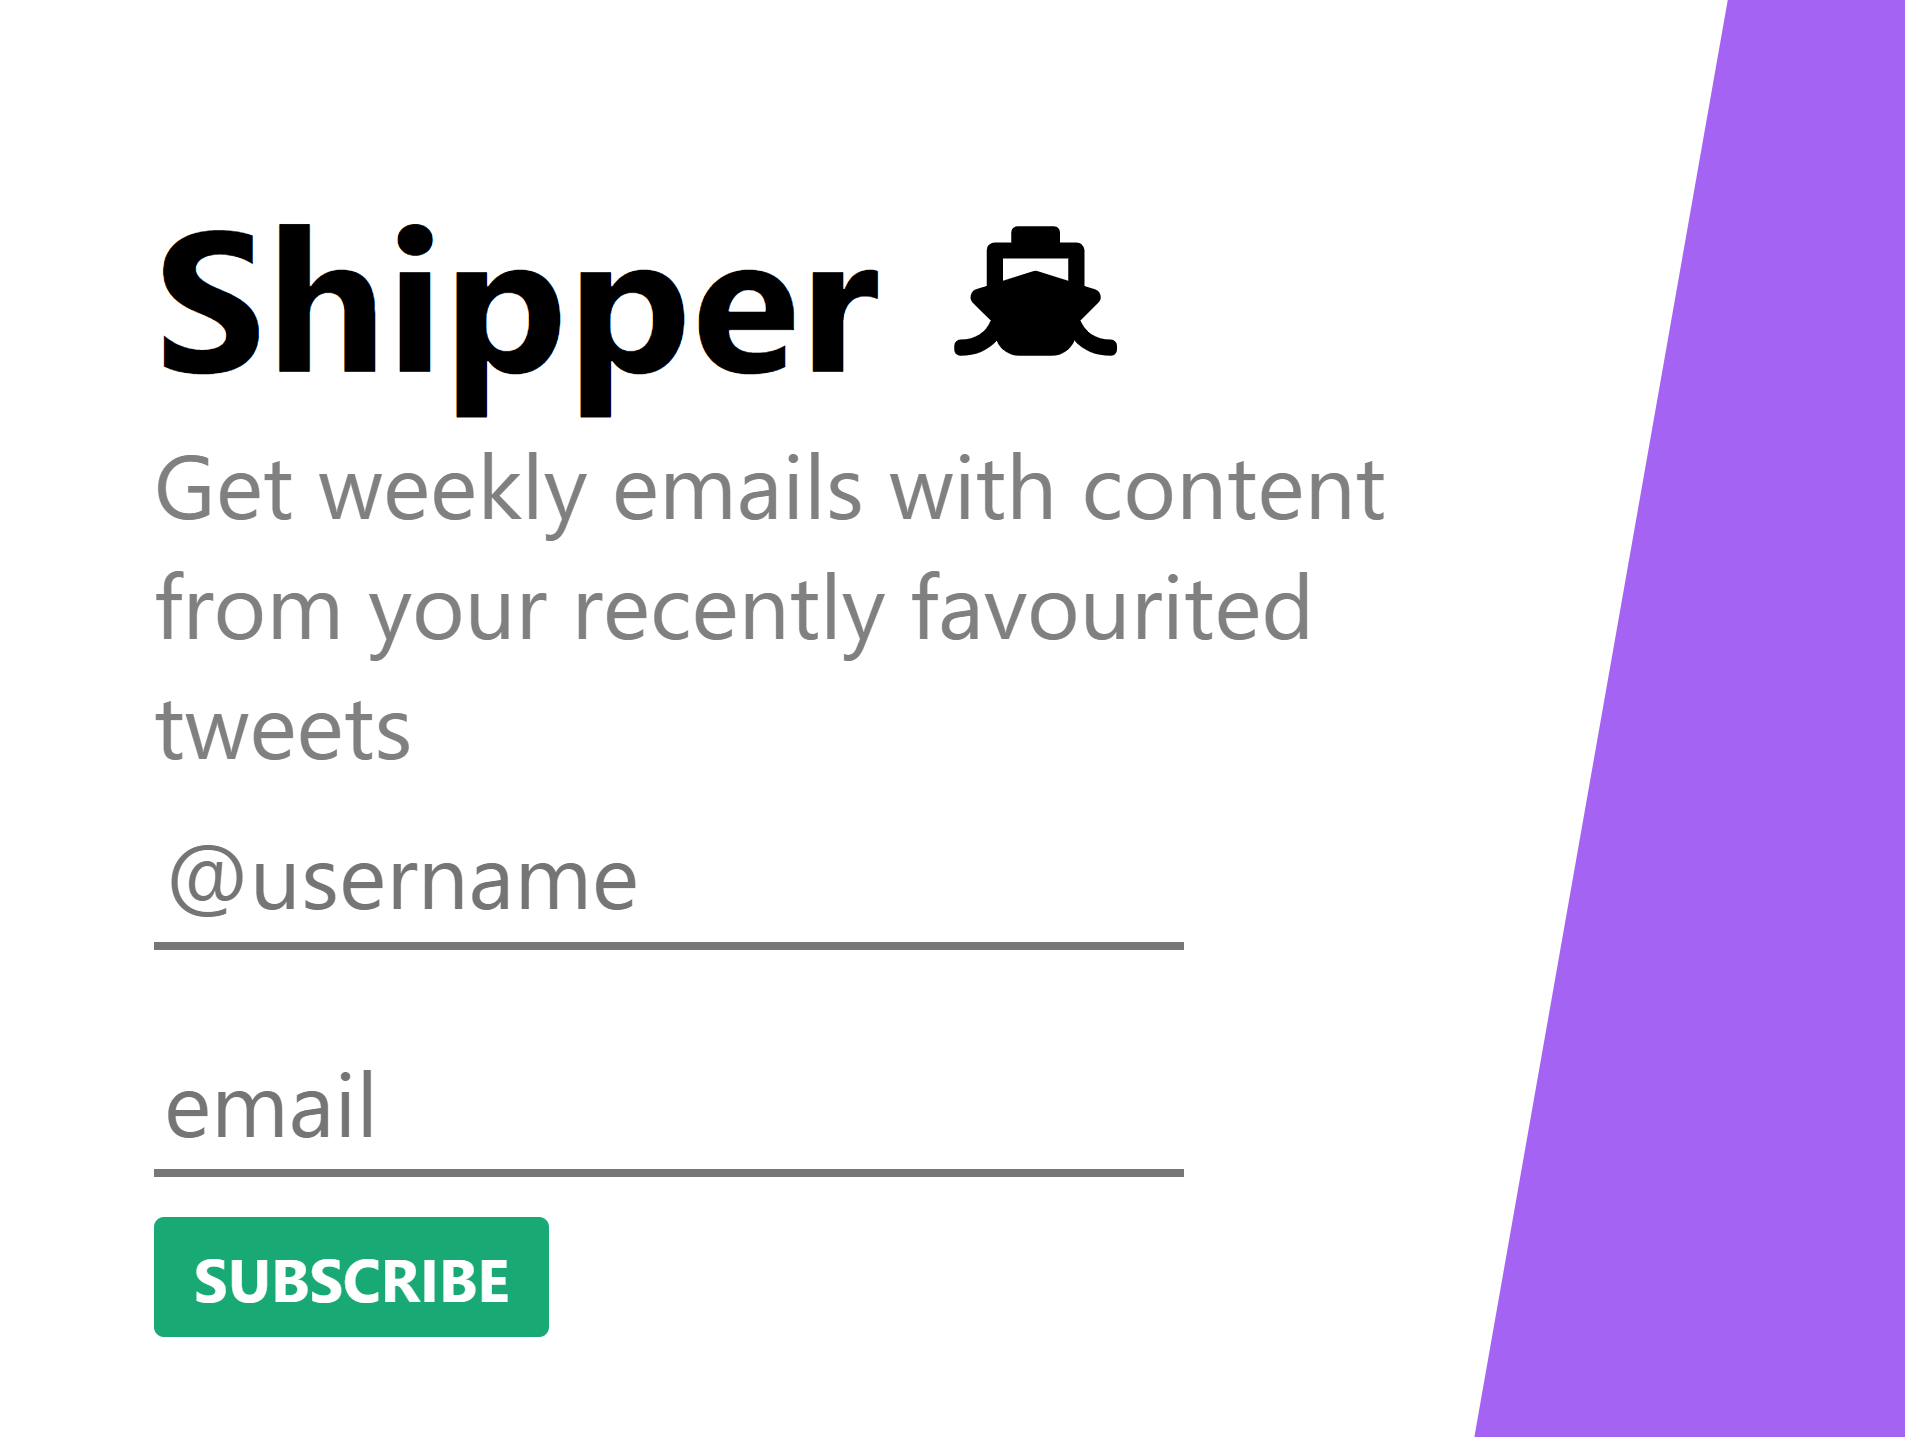 Shipper
Get weekly emails with content
from your recently favourited
tweets
@username
email
SUBSCRIBE